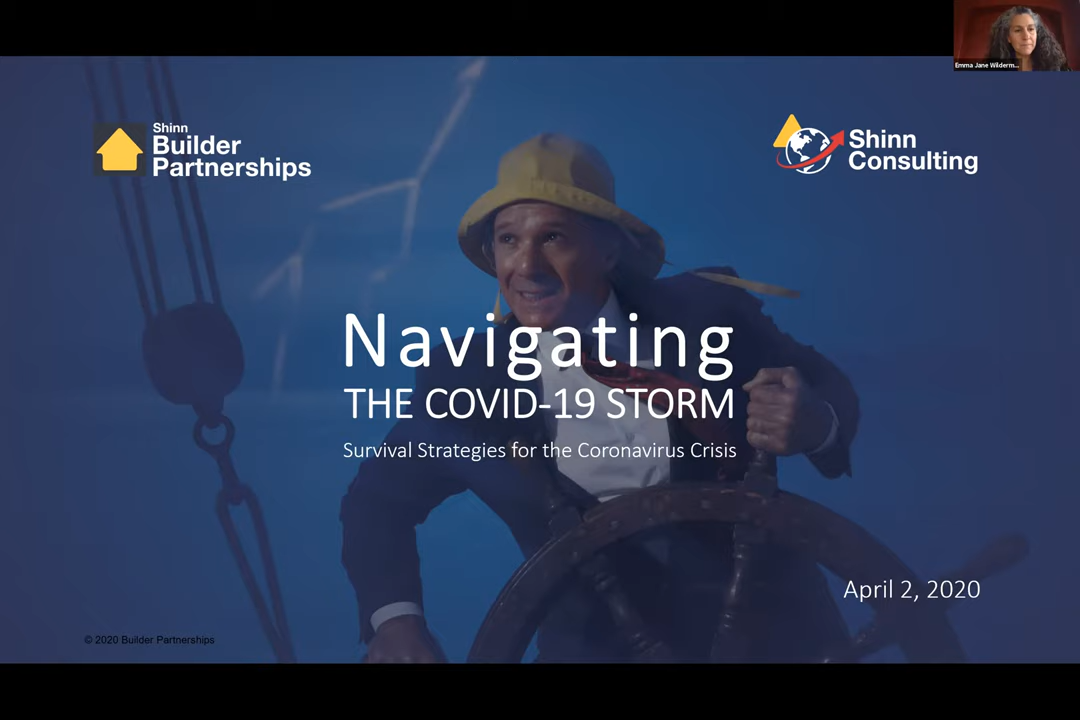 Emma Jane Wilderm...
Shinn
Builder
Partnerships
Shinn
Consulting
Navigating
THE COVID-19 STORM
Survival Strategies for the Coronavirus Crisis
April 2, 2020
© 2020 Builder Partnerships